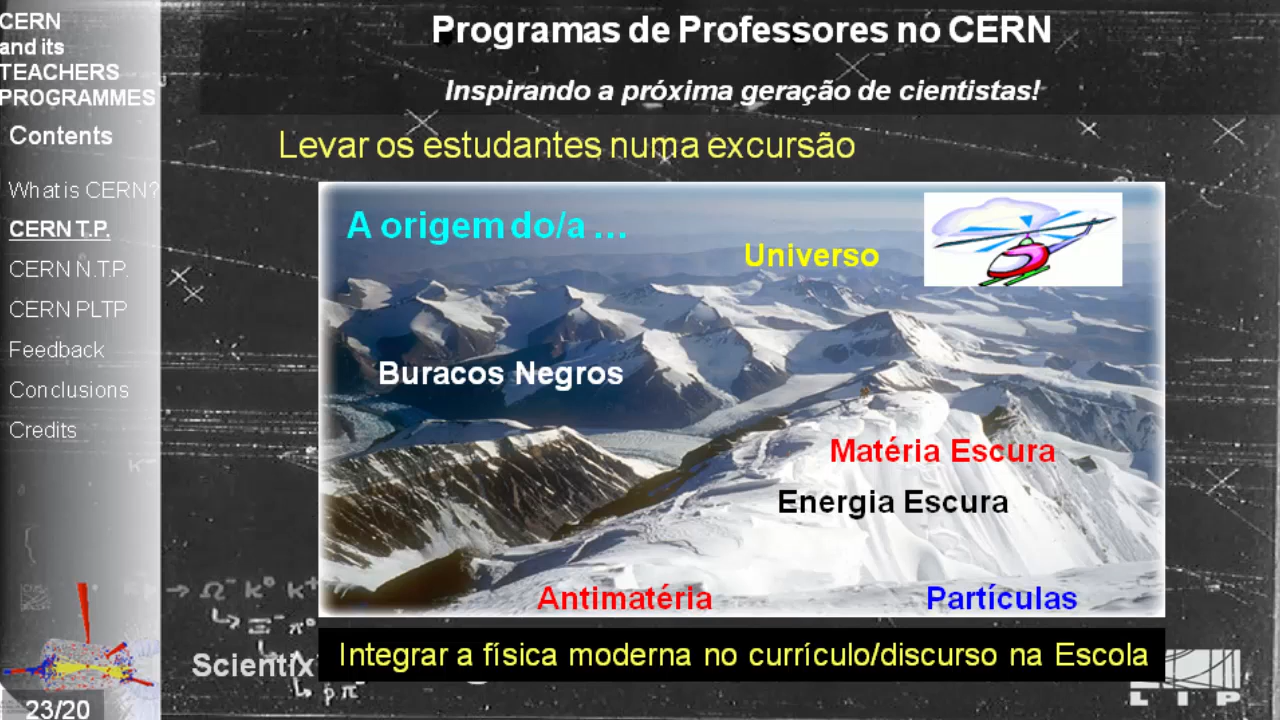 CERN
and its
TEACHERS
PROGRAMMES
Contents
What is CERN?
CERN T.P.
CERN N.T.P.
CERN PLTP
Feedback
Conclusions
Credits
23/20
Programas de Professores no CERN
Inspirando a próxima geração de cientistas!
Levar os estudantes numa excursão
A origem do/a ...
Universo
Buracos Negros
Matéria Escura
Energia Escura
Antimatéria
Partículas
Scientix
Integrar a física moderna no currículo/discurso na Escola
LIP